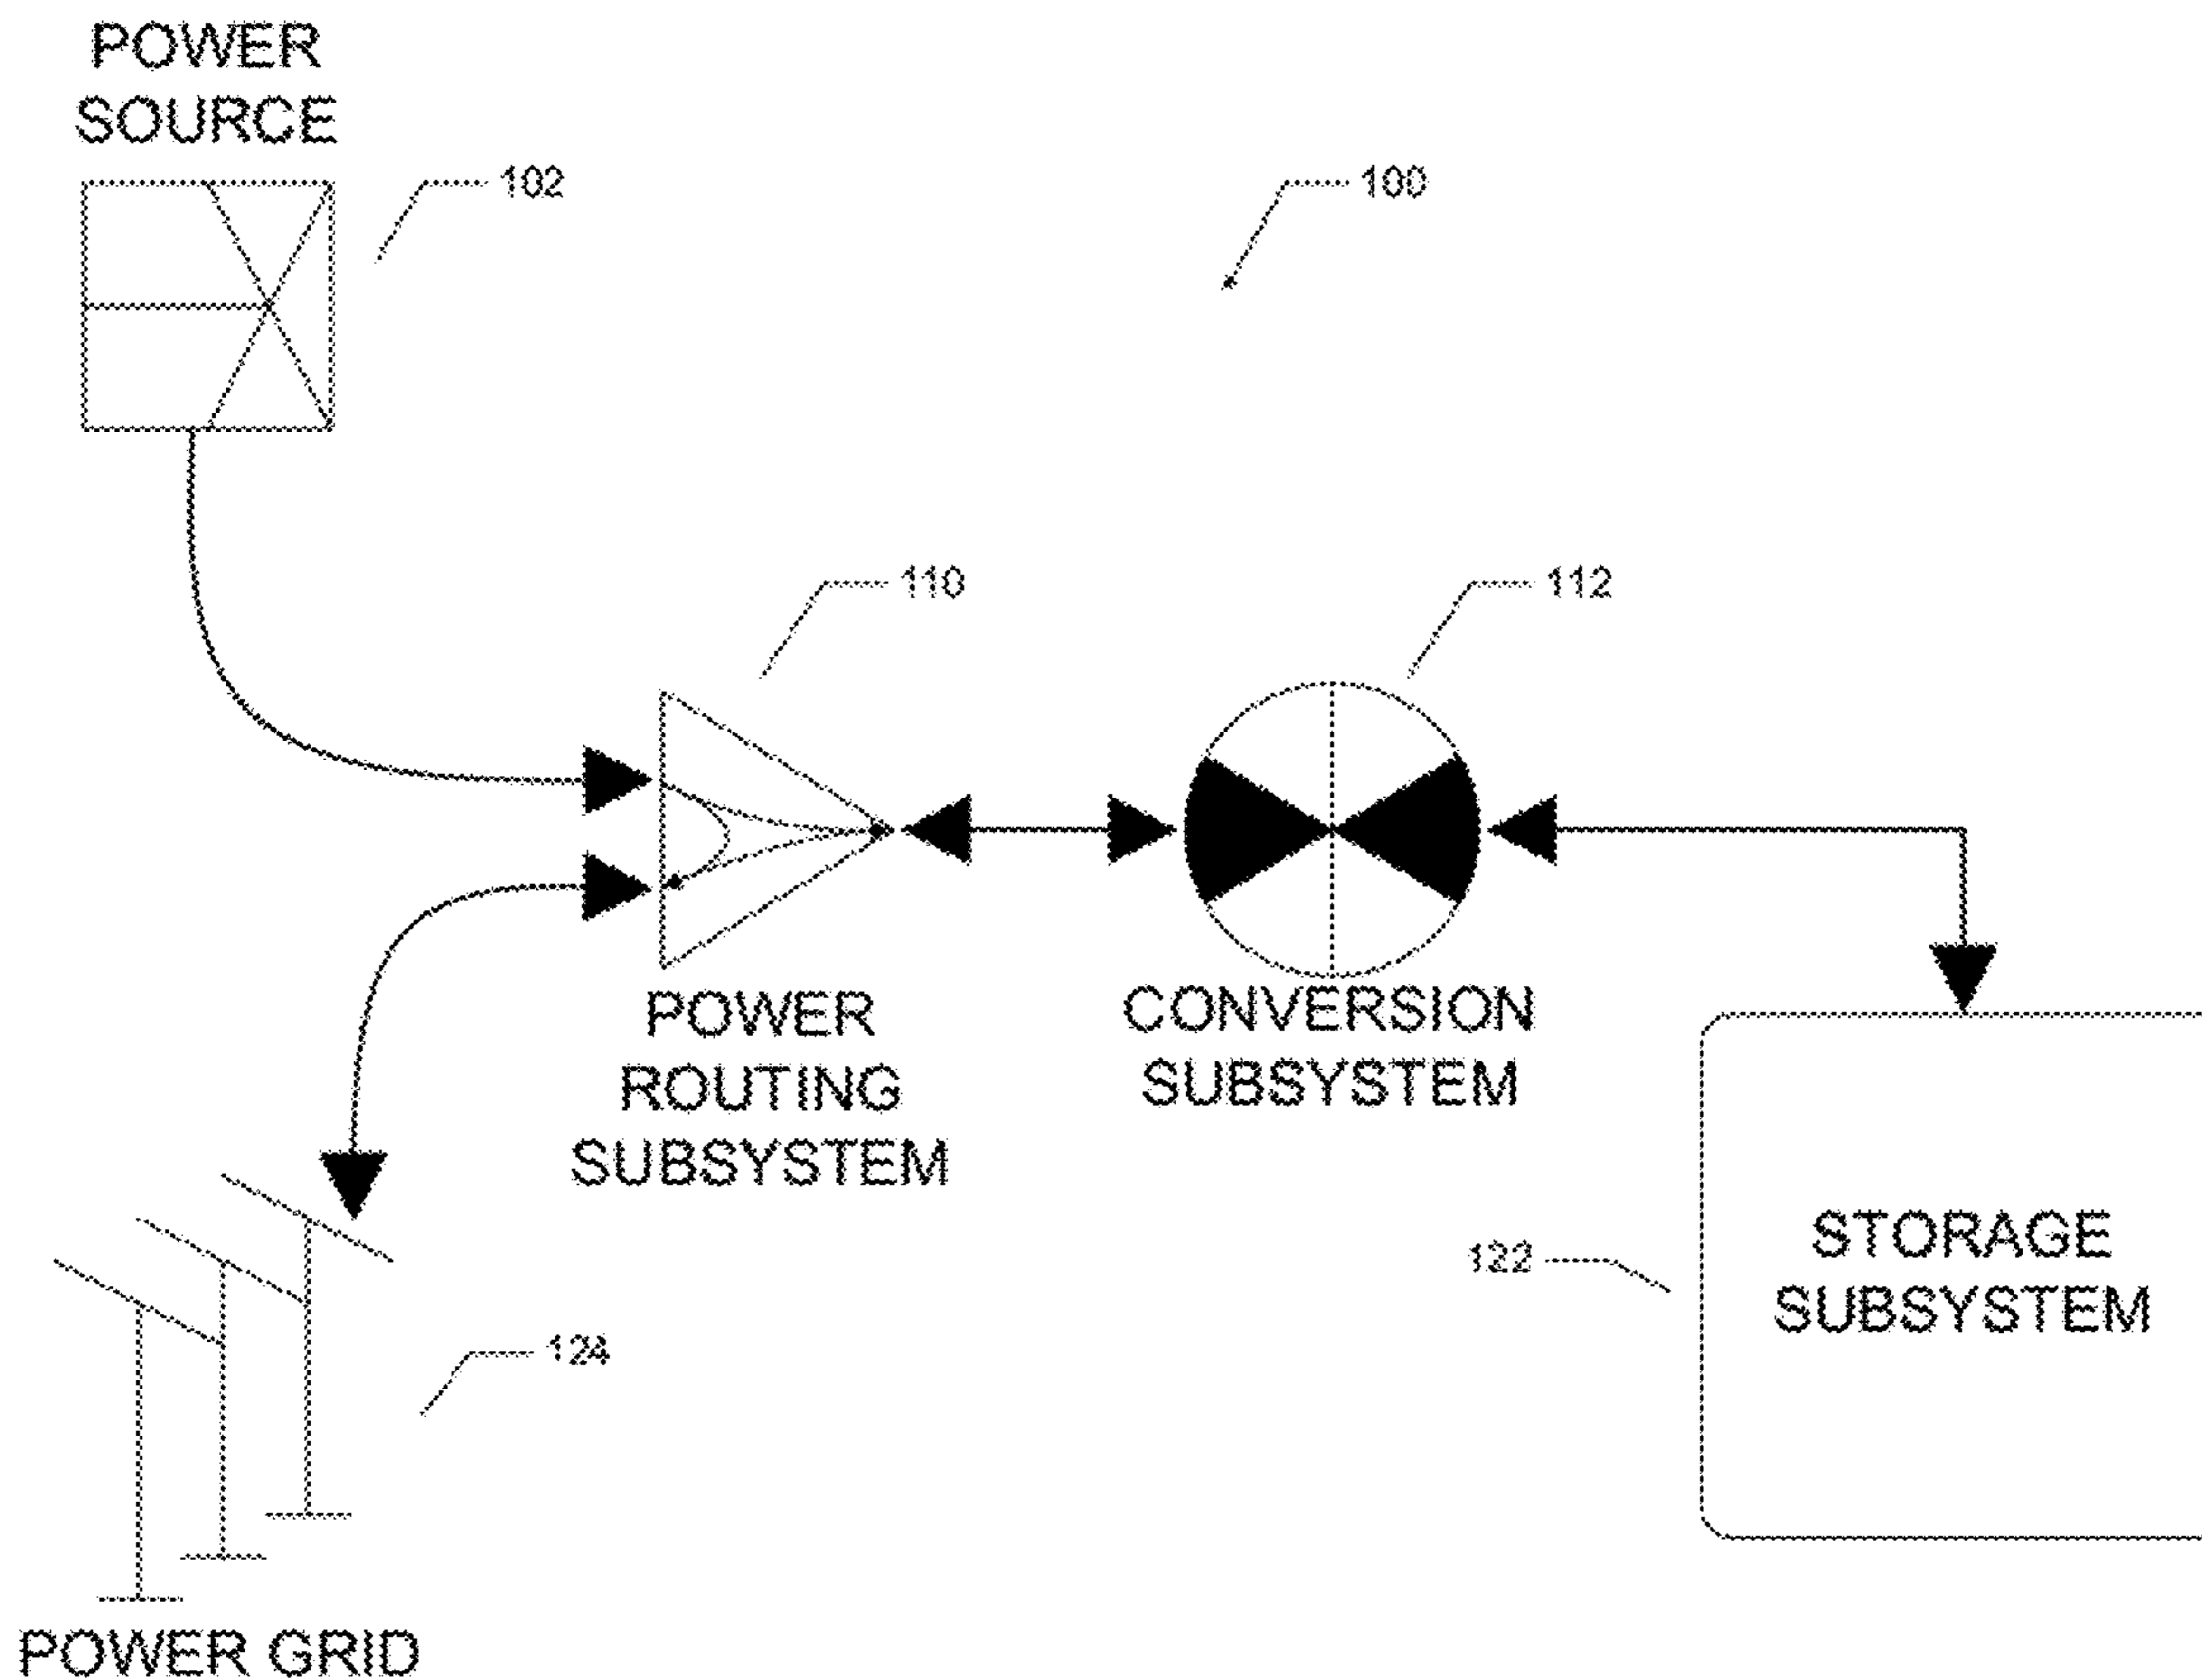 POWER
SOURCE
102
100
110
112
POWER
ROUTING
SUBSYSTEM
CONVERSION
SUBSYSTEM
122
STORAGE
SUBSYSTEM
124
POWER GRID